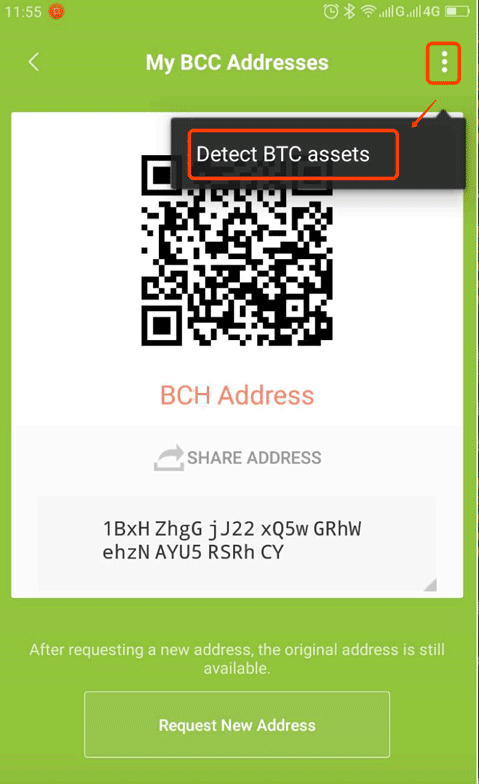 11:55 G 4G
My BCC Addresses
Detect BTC assets
BCH Address
SHARE ADDRESS
1BxH ZhgG jJ22 xQ5w GRhW
ehzN AYU5 RSRh CY
After requesting a new address, the original address is still
available.
Request New Address